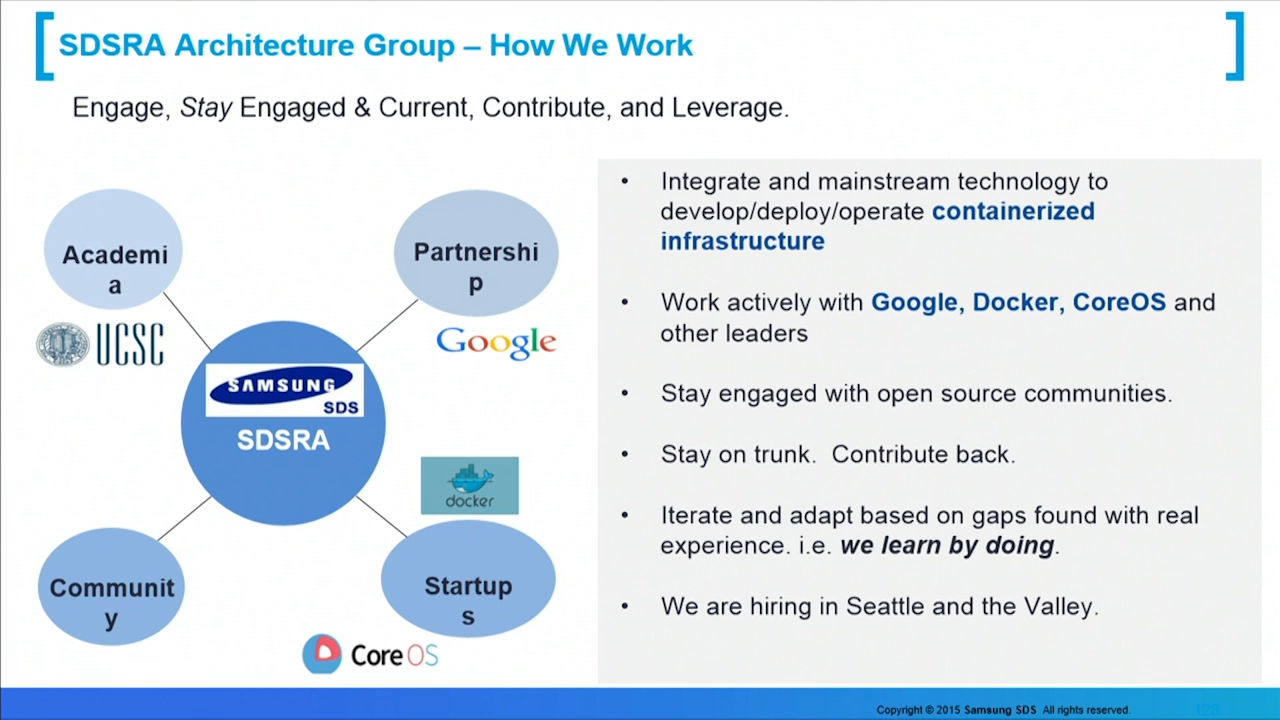 SDSRA Architecture Group – How We Work
Engage, Stay Engaged & Current, Contribute, and Leverage.
Academi
a
Partnershi
p
UCSC
Google
SAMSUNG
SDS
SDSRA
docker
Communit
y
Startup
s
Core OS
• Integrate and mainstream technology to
develop/deploy/operate containerized
infrastructure
• Work actively with Google, Docker, CoreOS and
other leaders
• Stay engaged with open source communities.
• Stay on trunk. Contribute back.
• Iterate and adapt based on gaps found with real
experience. i.e. we learn by doing.
• We are hiring in Seattle and the Valley.
Copyright © 2015 Samsung SDS All rights reserved.